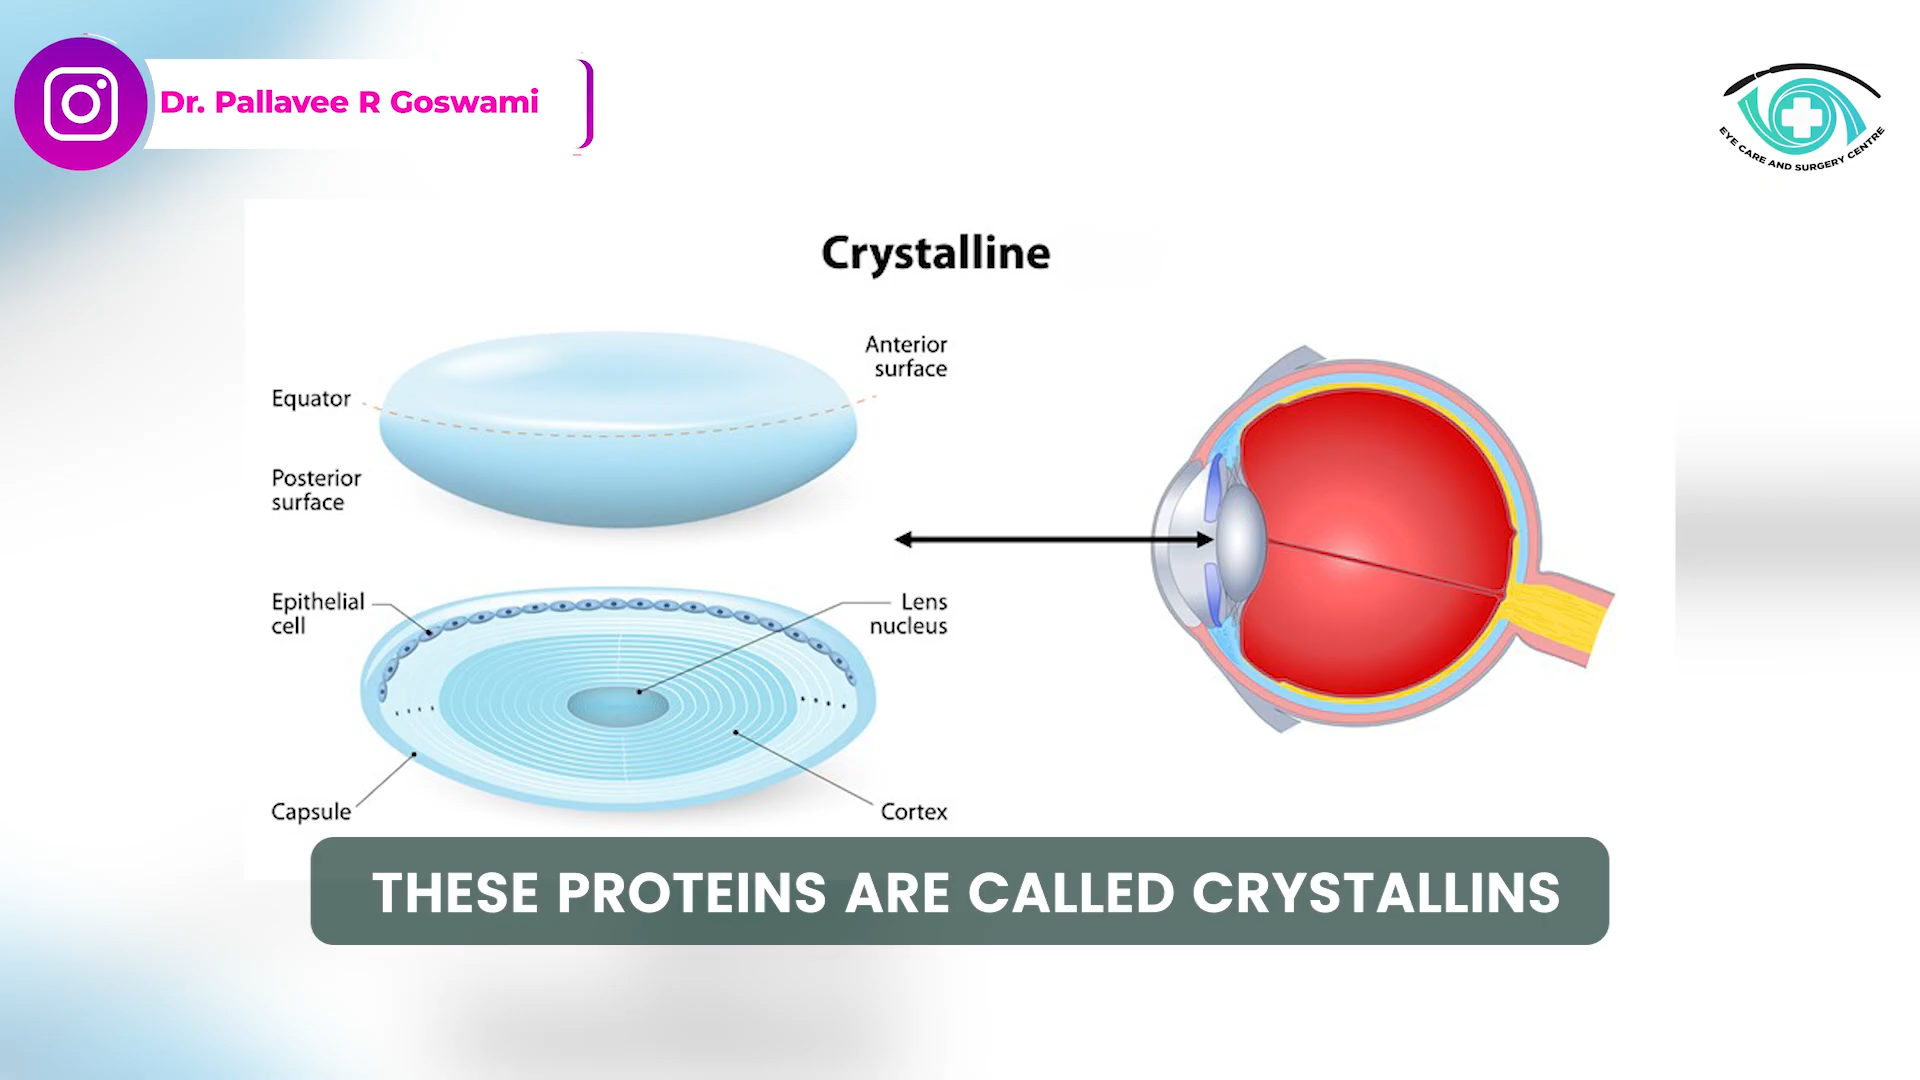 Dr. Pallavee R Goswami
EYE CARE AND SURGERY CENTRE
Crystalline
Anterior
surface
Equator
Posterior
surface
Epithelial
cell
Lens
nucleus
Capsule
Cortex
THESE PROTEINS ARE CALLED CRYSTALLINS